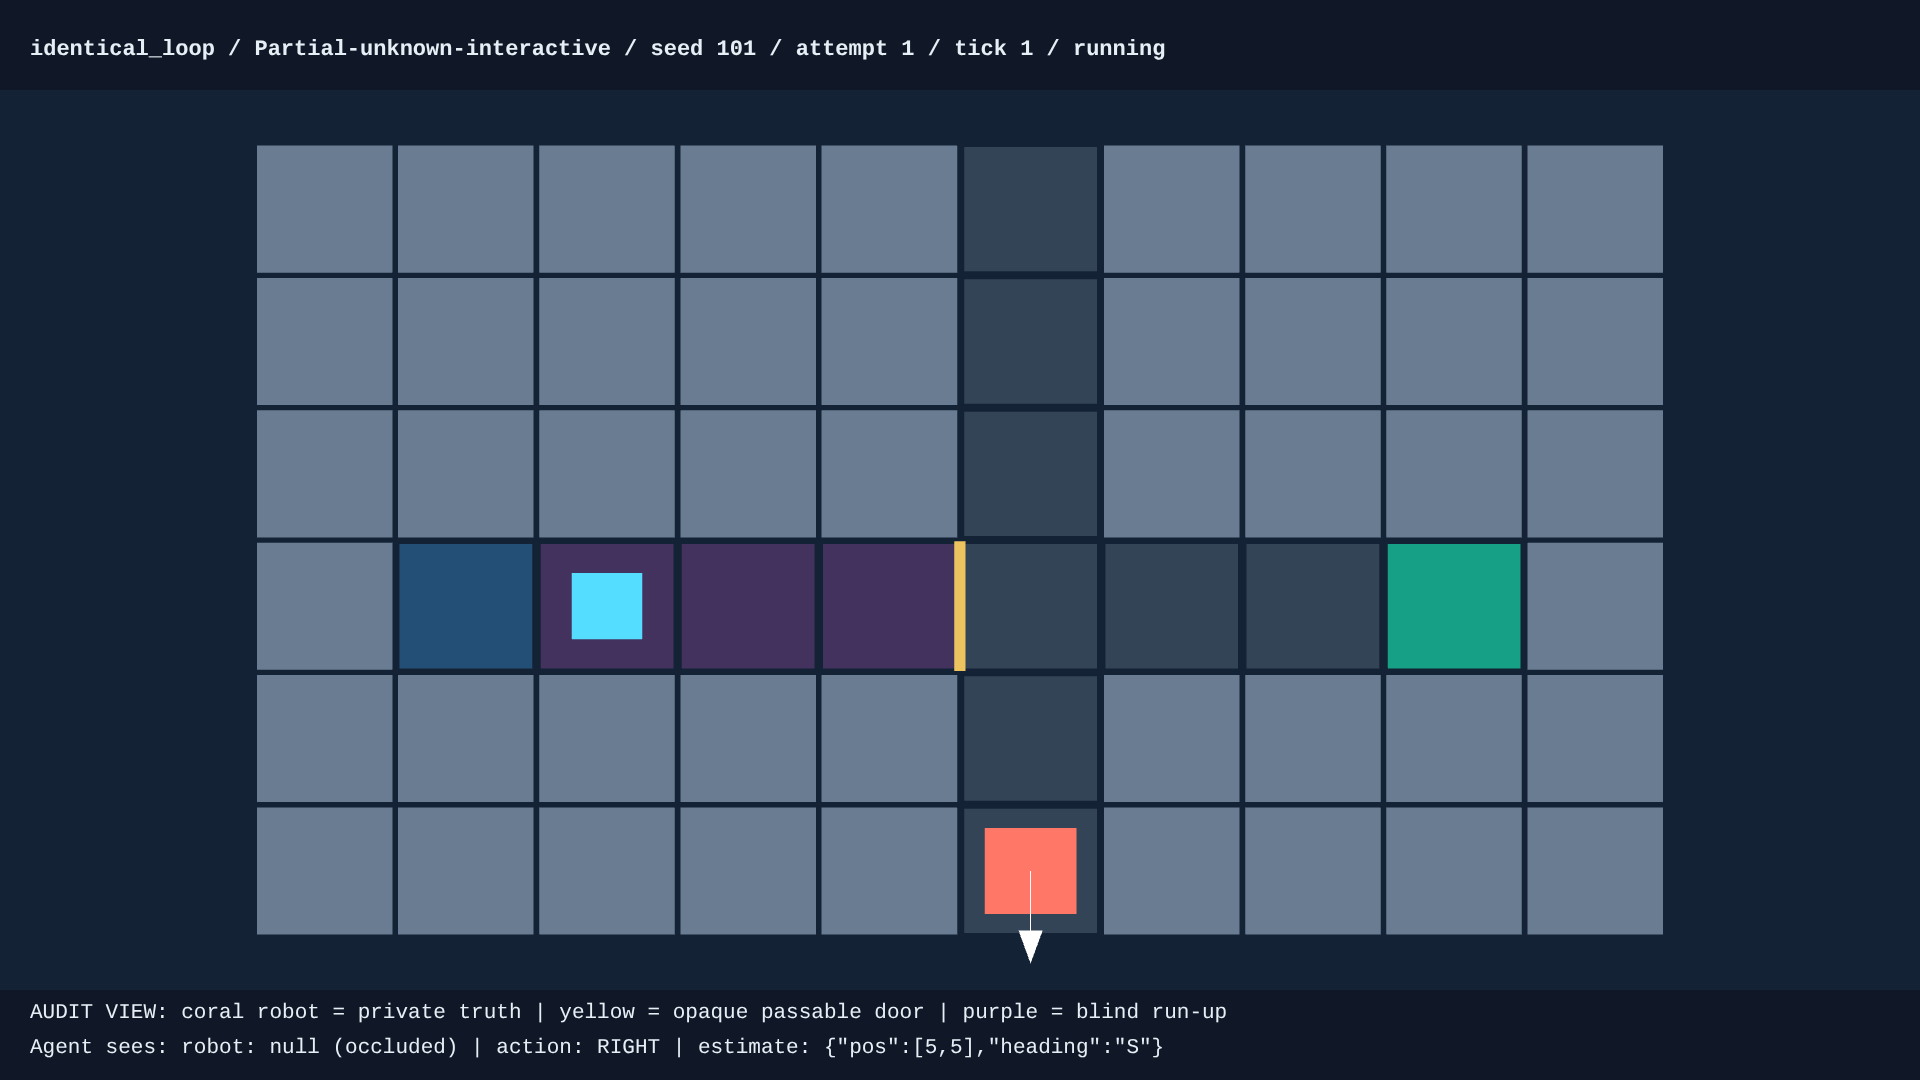 identical_loop / Partial-unknown-interactive / seed 101 / attempt 1 / tick 1 / running
AUDIT VIEW: coral robot = private truth | yellow = opaque passable door | purple = blind run-up
Agent sees: robot: null (occluded) | action: RIGHT | estimate: {"pos":[5,5],"heading":"S"}